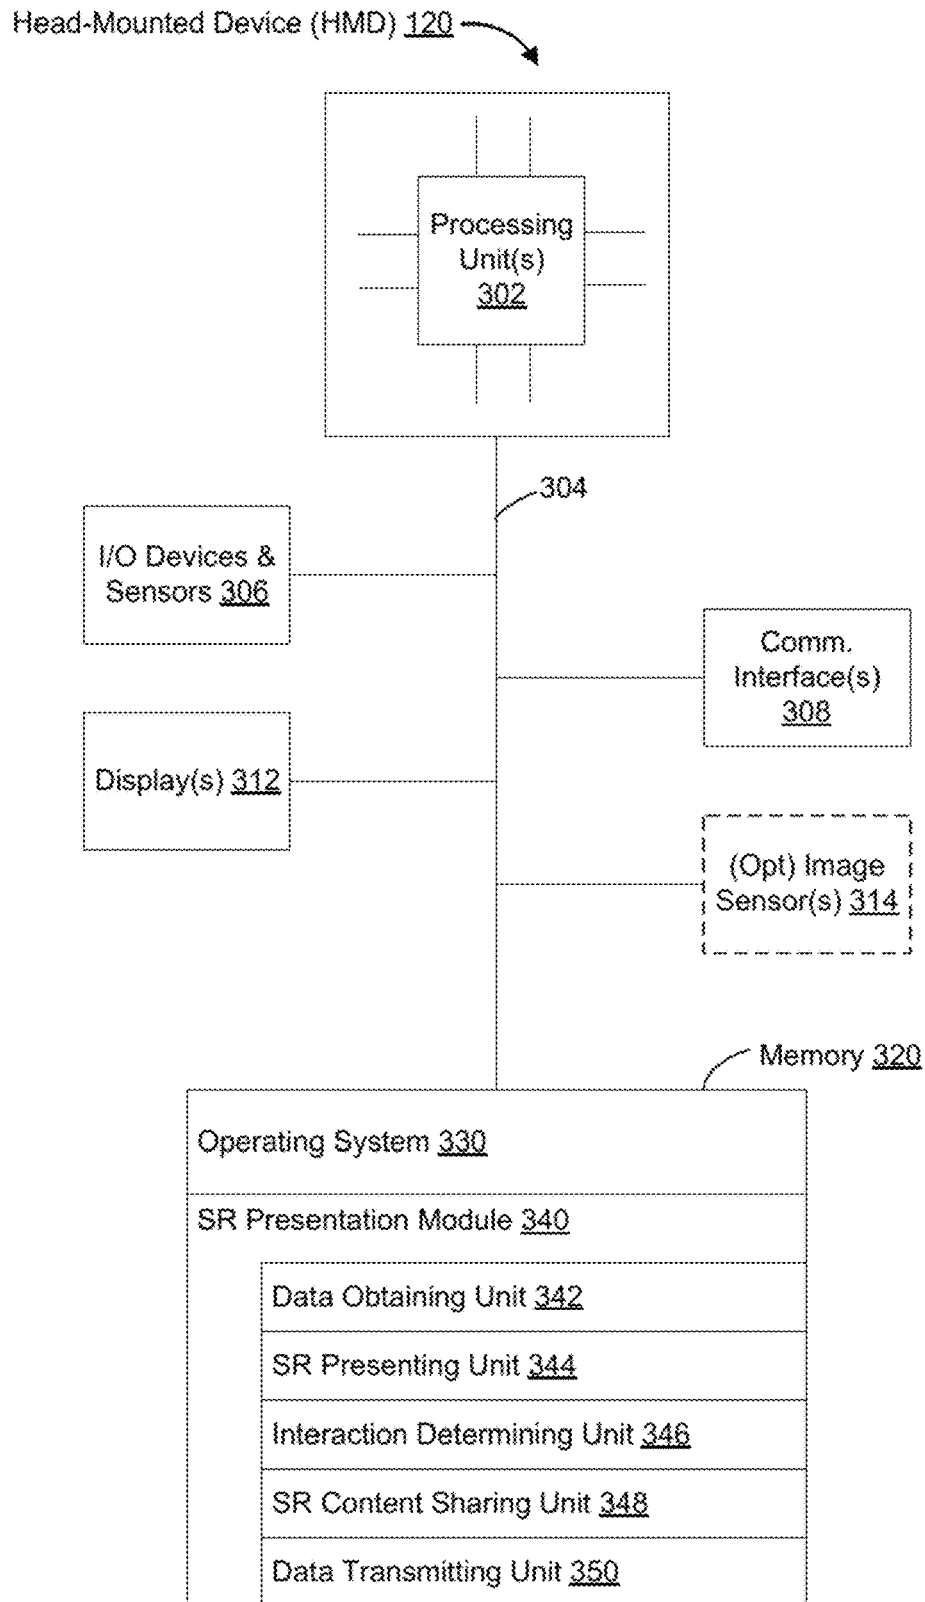 Head-Mounted Device (HMD) 120
Processing
Unit(s)
302
304
I/O Devices &
Sensors 306
Comm.
Interface(s)
308
Display(s) 312
(Opt) Image
Sensor(s) 314
Memory 320
Operating System 330
SR Presentation Module 340
Data Obtaining Unit 342
SR Presenting Unit 344
Interaction Determining Unit 346
SR Content Sharing Unit 348
Data Transmitting Unit 350